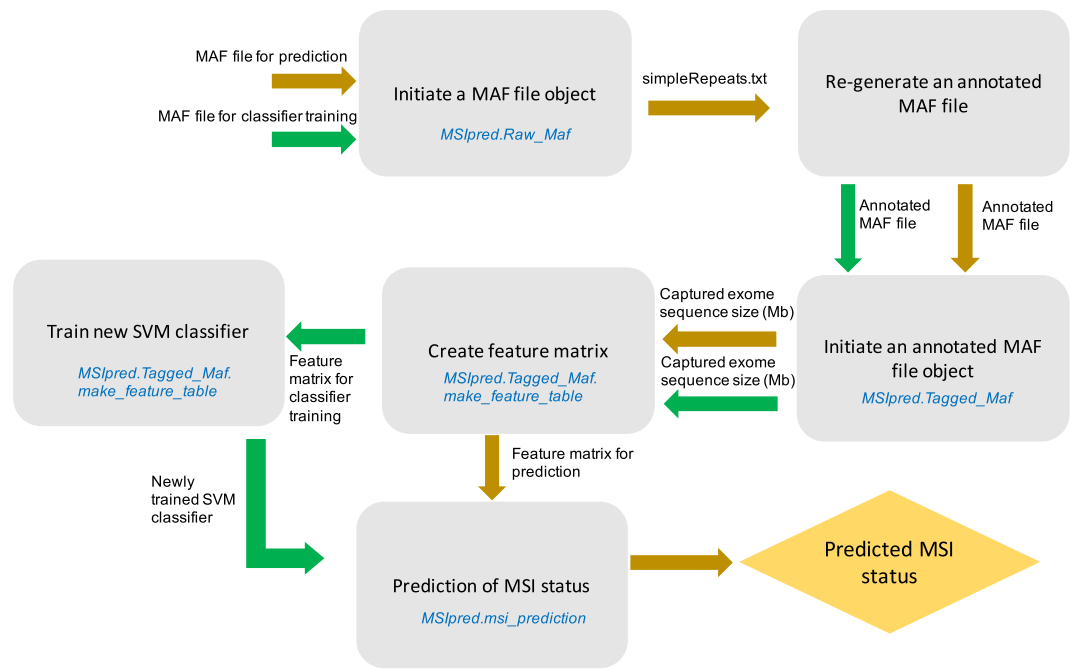 MAF file for prediction
MAF file for classifier training
Initiate a MAF file object
MSIpred.Raw_Maf
simpleRepeats.txt
Re-generate an annotated
MAF file
Annotated
MAF file
Annotated
MAF file
Initiate an annotated MAF
file object
MSIpred.Tagged_Maf
Captured exome
sequence size (Mb)
Captured exome
sequence size (Mb)
Create feature matrix
MSIpred.Tagged_Maf.
make_feature_table
Feature
matrix for
classifier
training
Train new SVM classifier
MSIpred.Tagged_Maf.
make_feature_table
Newly
trained SVM
classifier
Feature matrix for
prediction
Prediction of MSI status
MSIpred.msi_prediction
Predicted MSI
status